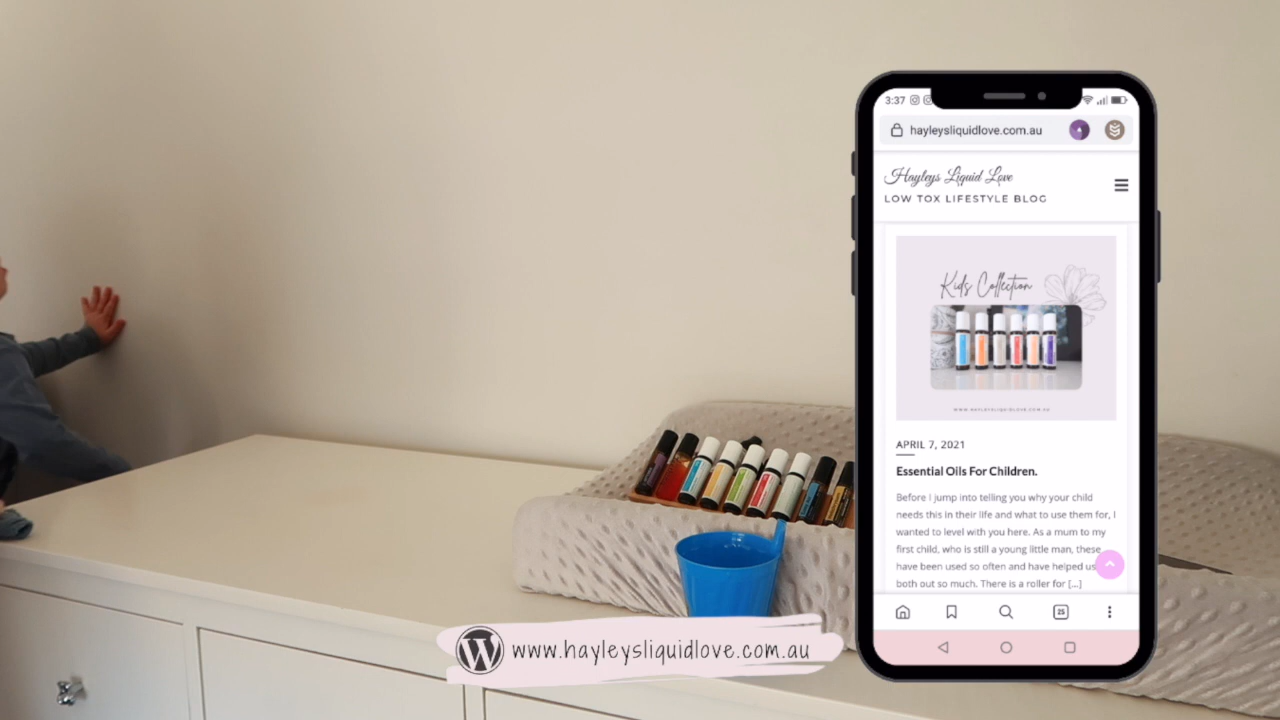 3:37
hayleysliquidlove.com.au
Hayleys Liquid Love
LOW TOX LIFESTYLE BLOG
Kids Collection
WWW.HAYLEYSLIQUIDLOVE.COM.AU
APRIL 7, 2021
Essential Oils For Children.
Before I jump into telling you why your child
needs this in their life and what to use them for, I
wanted to level with you here. As a mum to my
first child, who is still a young little man, these
have been used so often and have helped us
both out so much. There is a roller for [...]
25
www.hayleysliquidlove.com.au